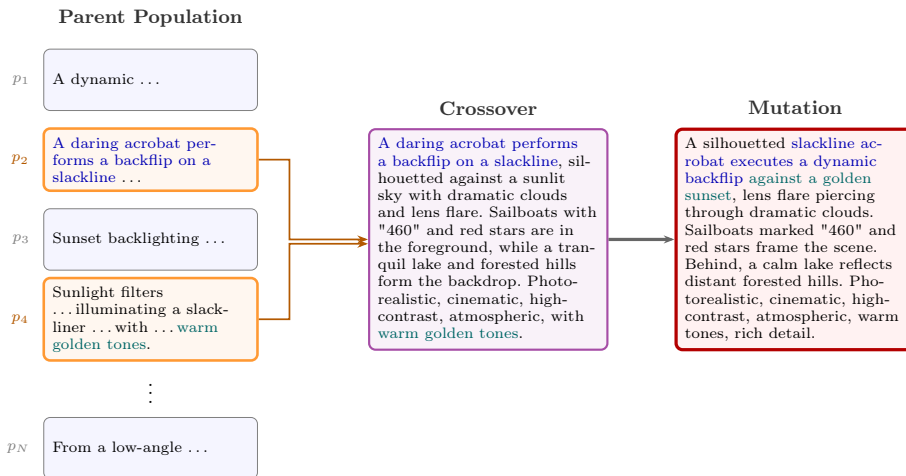 Parent Population
p1
A dynamic ...
p2
A daring acrobat per-
forms a backflip on a
slackline ...
p3
Sunset backlighting ...
p4
Sunlight filters
...illuminating a slack-
liner ...with ...warm
golden tones.
⋮
pN
From a low-angle ...
Crossover
A daring acrobat performs
a backflip on a slackline, sil-
houetted against a sunlit
sky with dramatic clouds
and lens flare. Sailboats with
"460" and red stars are in
the foreground, while a tran-
quil lake and forested hills
form the backdrop. Photo-
realistic, cinematic, high-
contrast, atmospheric, with
warm golden tones.
Mutation
A silhouetted slackline ac-
robat executes a dynamic
backflip against a golden
sunset, lens flare piercing
through dramatic clouds.
Sailboats marked "460" and
red stars frame the scene.
Behind, a calm lake reflects
distant forested hills. Pho-
torealistic, cinematic, high-
contrast, atmospheric, warm
tones, rich detail.